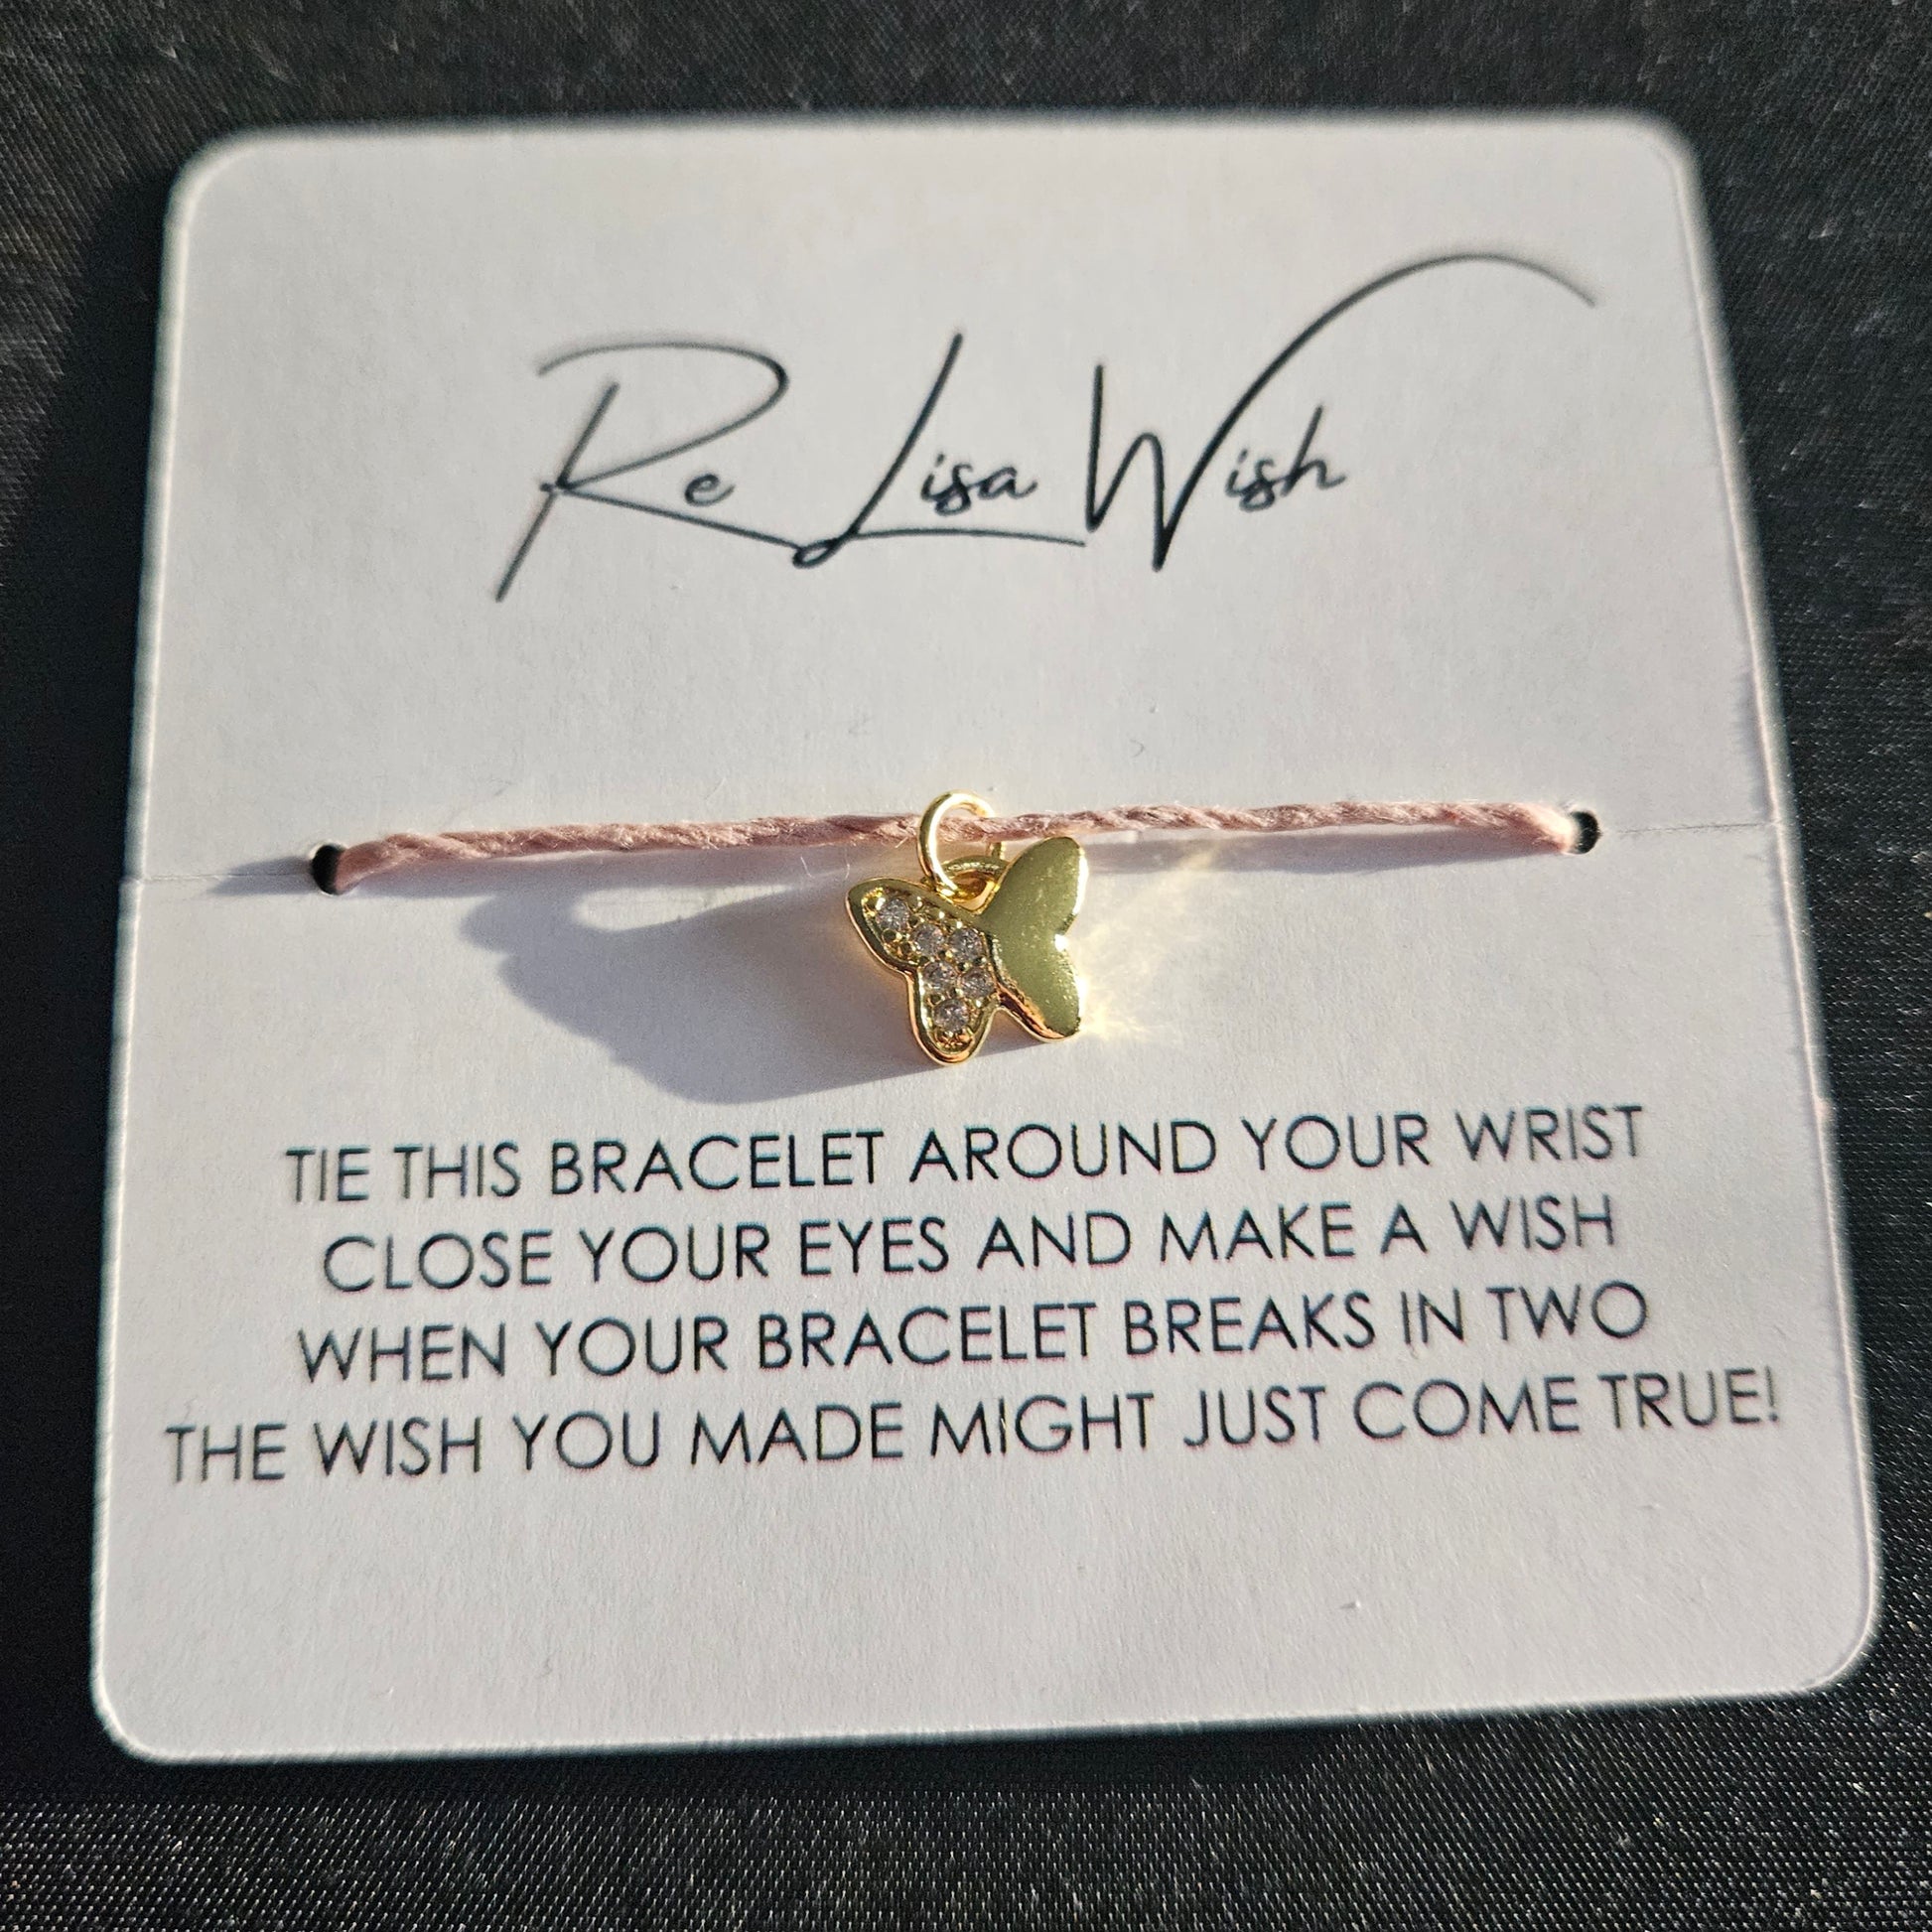 Re Lisa Wish
TIE THIS BRACELET AROUND YOUR WRIST
CLOSE YOUR EYES AND MAKE A WISH
WHEN YOUR BRACELET BREAKS IN TWO
THE WISH YOU MADE MIGHT JUST COME TRUE!